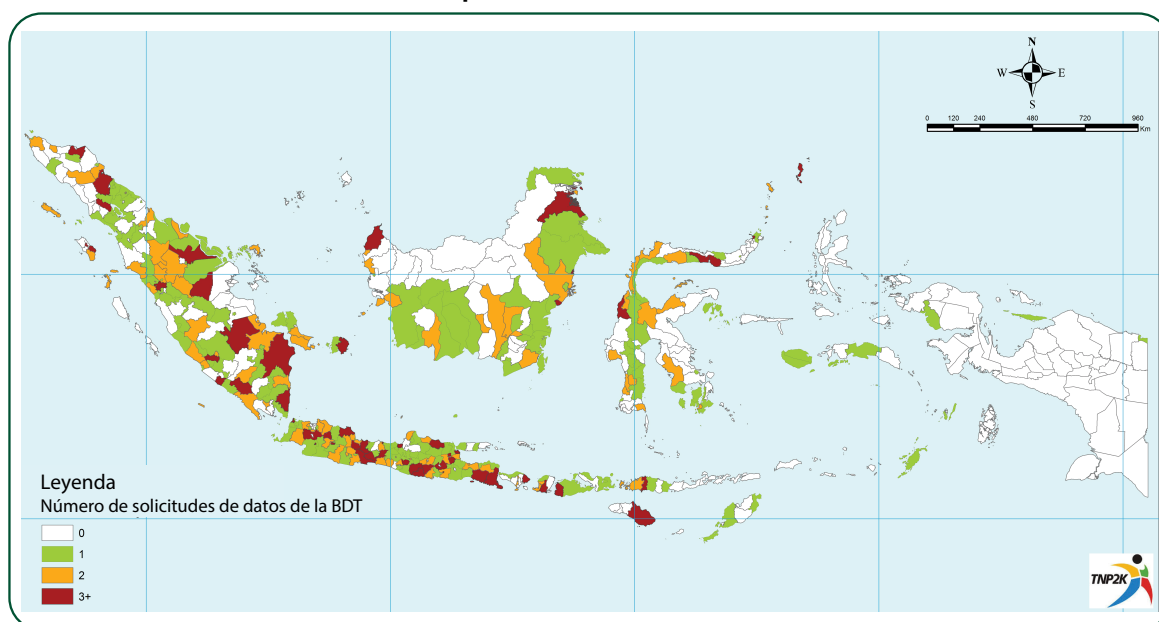 N
W E
S
0 120 240 480 720 960
Km
Leyenda
Número de solicitudes de datos de la BDT
0
1
2
3+
TNP2K